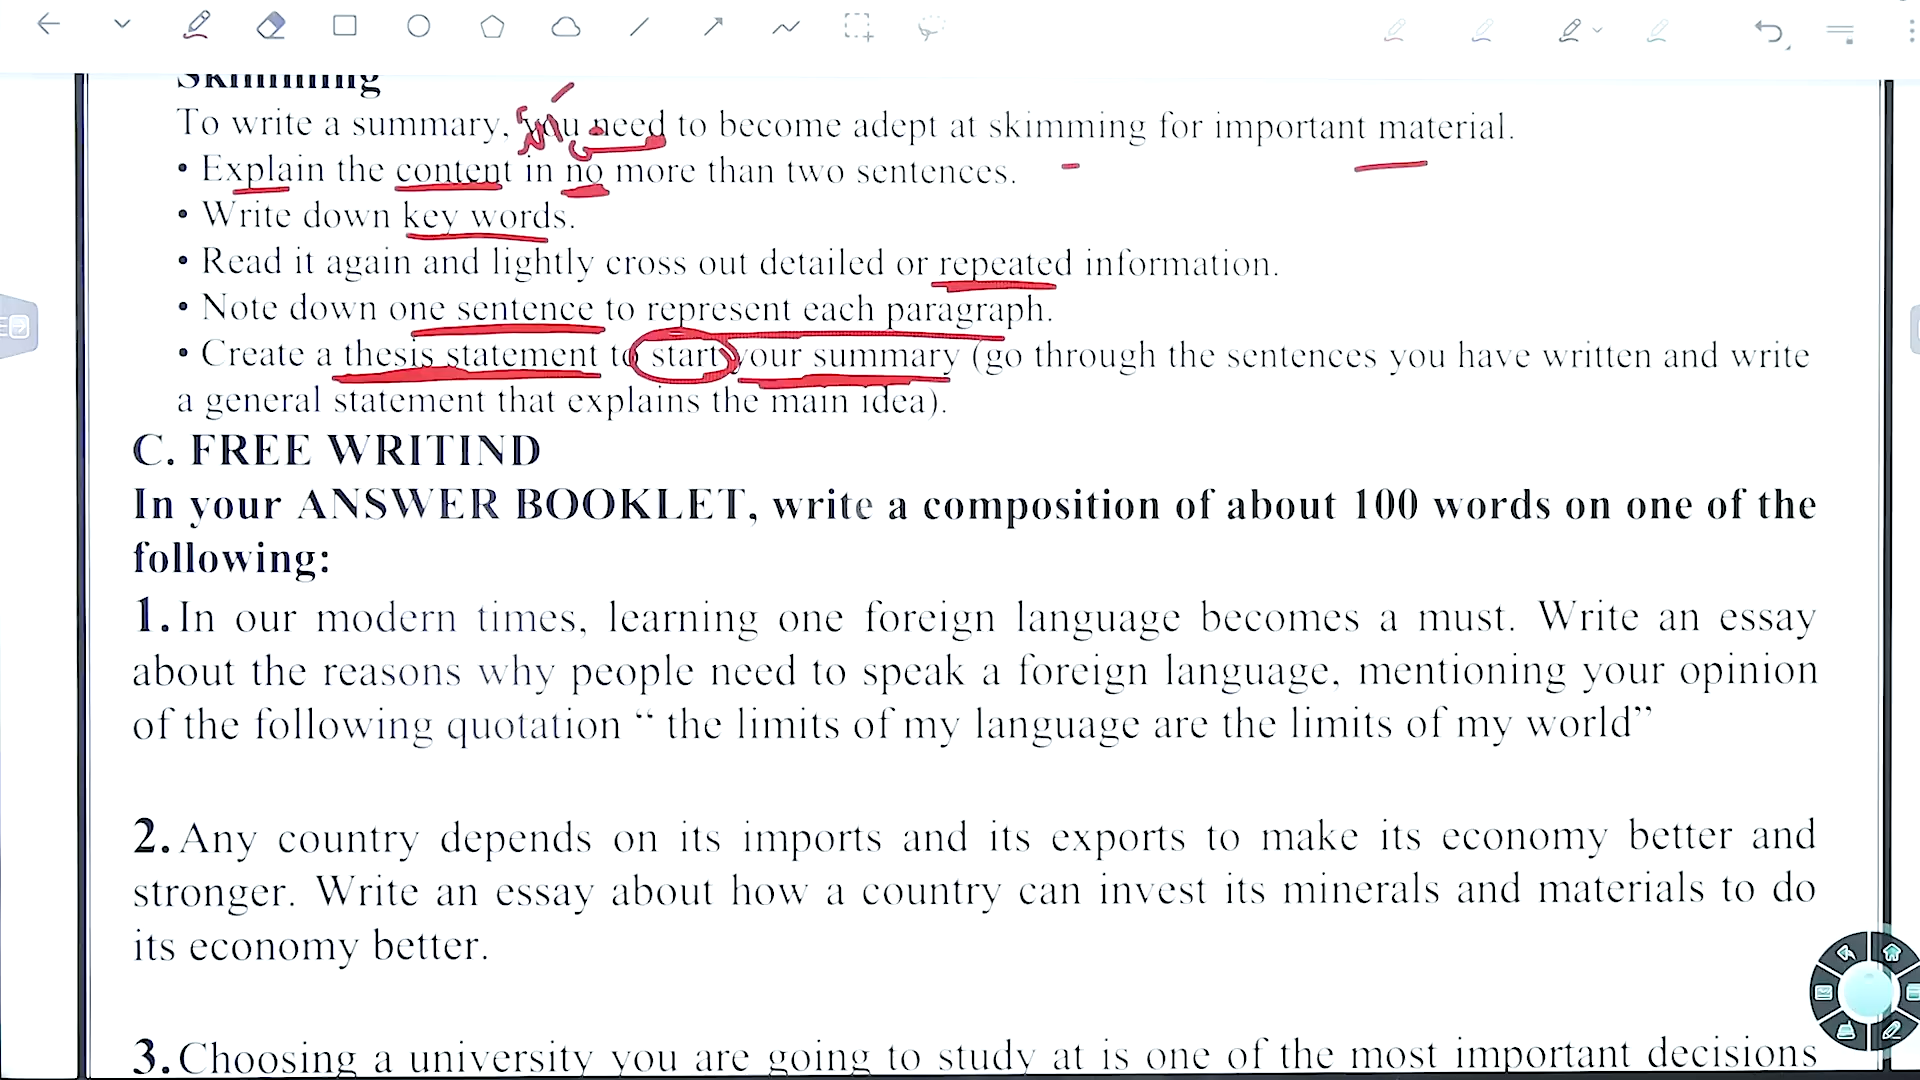 Skimming
To write a summary, you need to become adept at skimming for important material.
• Explain the content in no more than two sentences.
• Write down key words.
• Read it again and lightly cross out detailed or repeated information.
• Note down one sentence to represent each paragraph.
• Create a thesis statement to start your summary (go through the sentences you have written and write
a general statement that explains the main idea).
C. FREE WRITIND
In your ANSWER BOOKLET, write a composition of about 100 words on one of the
following:
1. In our modern times, learning one foreign language becomes a must. Write an essay
about the reasons why people need to speak a foreign language, mentioning your opinion
of the following quotation “ the limits of my language are the limits of my world”
2. Any country depends on its imports and its exports to make its economy better and
stronger. Write an essay about how a country can invest its minerals and materials to do
its economy better.
3. Choosing a university you are going to study at is one of the most important decisions